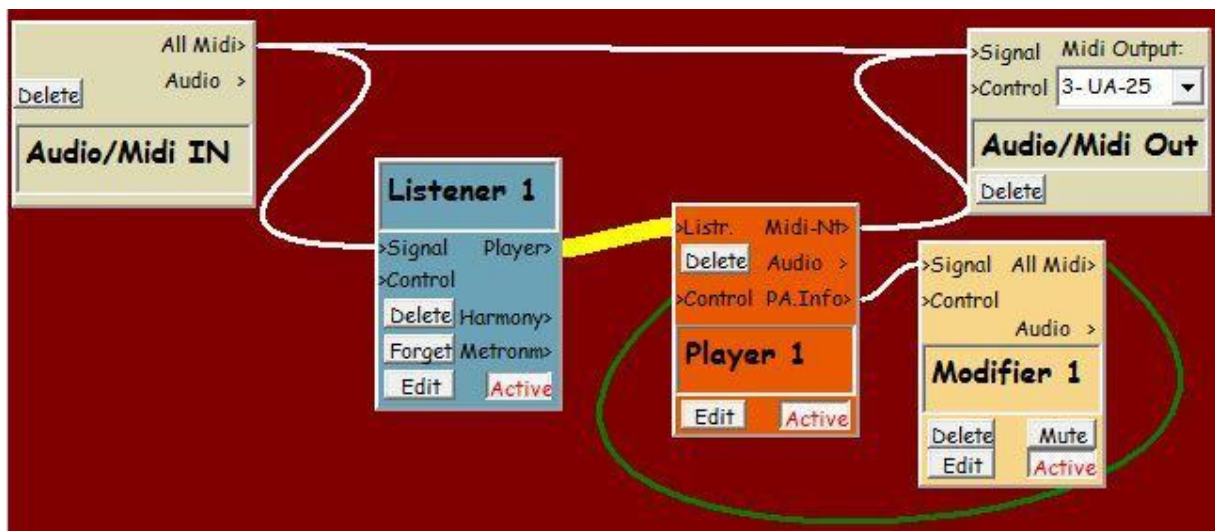 All Midi>
Audio >
Delete
Audio/Midi IN
>Signal Midi Output:
>Control 3- UA-25
Audio/Midi Out
Delete
Listener 1
>Signal Player>
>Control
Delete Harmony>
Forget Metronm>
Edit Active
>Listr. Midi-Nt>
Delete Audio >
>Control PA.Info>
Player 1
Edit Active
>Signal All Midi>
>Control
Audio >
Modifier 1
Delete Mute
Edit Active